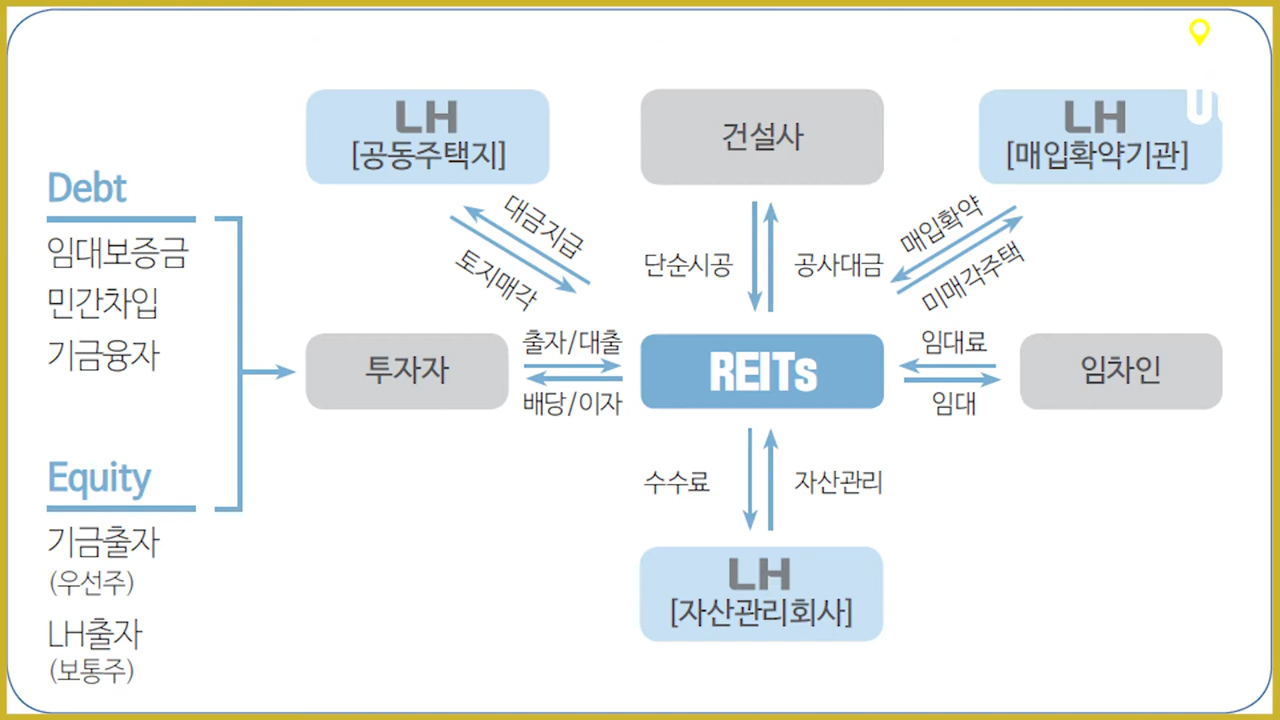 LH
[공동주택지]
건설사
LH
[매입확약기관]
Debt
임대보증금
민간차입
기금융자
대금지급
토지매각
단순시공
공사대금
매입확약
미매각주택
투자자
출자/대출
배당/이자
REITs
임대료
임대
임차인
Equity
기금출자
(우선주)
LH출자
(보통주)
수수료
자산관리
LH
[자산관리회사]